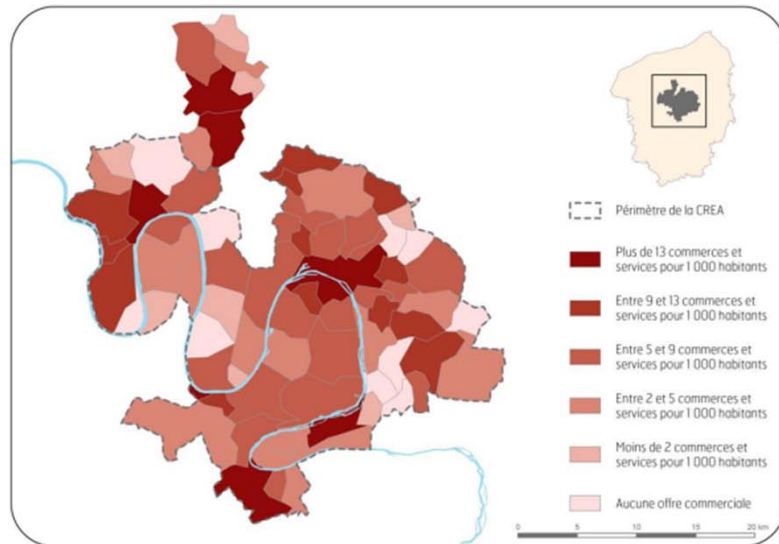 Périmètre de la CREA
Plus de 13 commerces et
services pour 1 000 habitants
Entre 9 et 13 commerces et
services pour 1 000 habitants
Entre 5 et 9 commerces et
services pour 1 000 habitants
Entre 2 et 5 commerces et
services pour 1 000 habitants
Moins de 2 commerces et
services pour 1 000 habitants
Aucune offre commerciale
0 5 10 15 20 km